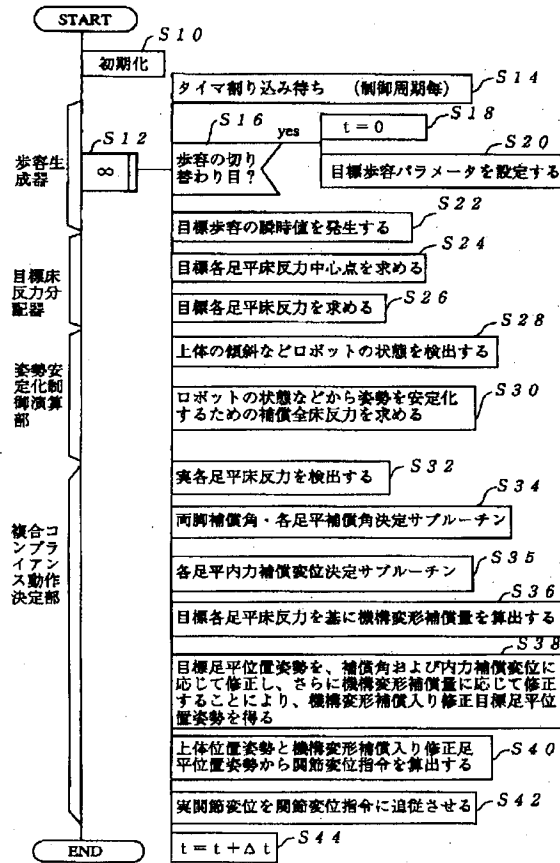 START
S10
初期化
S14
タイマ割り込み待ち (制御周期毎)
S16
S18
yes
t=0
S12
S20
歩容生
成器
∞
歩容の切り
替わり目?
目標歩容パラメータを設定する
S22
目標歩容の瞬時値を発生する
S24
目標床
反力分
配器
目標各足平床反力中心点を求める
S26
目標各足平床反力を求める
S28
上体の傾斜などロボットの状態を検出する
姿勢安
定化制
御演算
部
S30
ロボットの状態などから姿勢を安定化
するための補償全床反力を求める
S32
実各足平床反力を検出する
S34
両脚補償角・各足平補償角決定サブルーチン
複合コ
ンプラ
イアン
ス動作
決定部
S35
各足平内力補償変位決定サブルーチン
S36
目標各足平床反力を基に機構変形補償量を算出する
S38
目標足平位置姿勢を、補償角および内力補償変位に
応じて修正し、さらに機構変形補償量に応じて修正
することにより、機構変形補償入り修正目標足平位
置姿勢を得る
S40
上体位置姿勢と機構変形補償入り修正足
平位置姿勢から関節変位指令を算出する
S42
実関節変位を関節変位指令に追従させる
S44
END
t=t+Δt